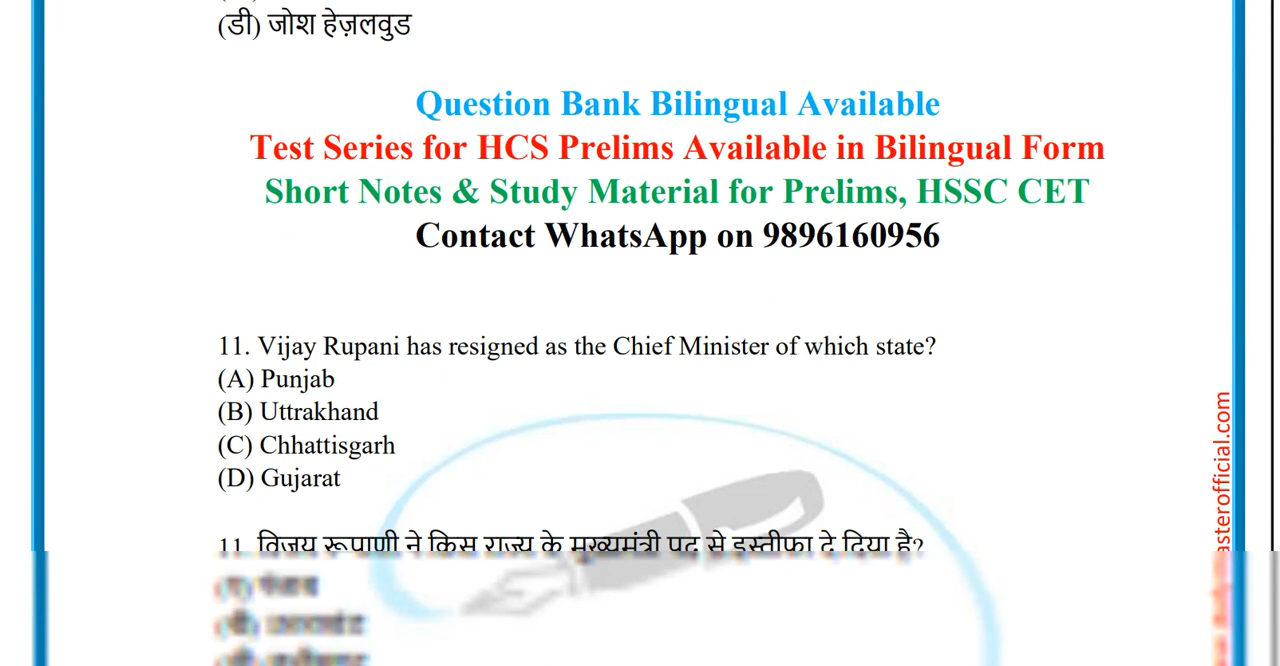 (डी) जोश हेज़लवुड
Question Bank Bilingual Available
Test Series for HCS Prelims Available in Bilingual Form
Short Notes & Study Material for Prelims, HSSC CET
Contact WhatsApp on 9896160956
11. Vijay Rupani has resigned as the Chief Minister of which state?
(A) Punjab
(B) Uttrakhand
(C) Chhattisgarh
(D) Gujarat
11. विजय रूपाणी ने किस राज्य के मुख्यमंत्री पद से इस्तीफा दे दिया है?
asterofficial.com